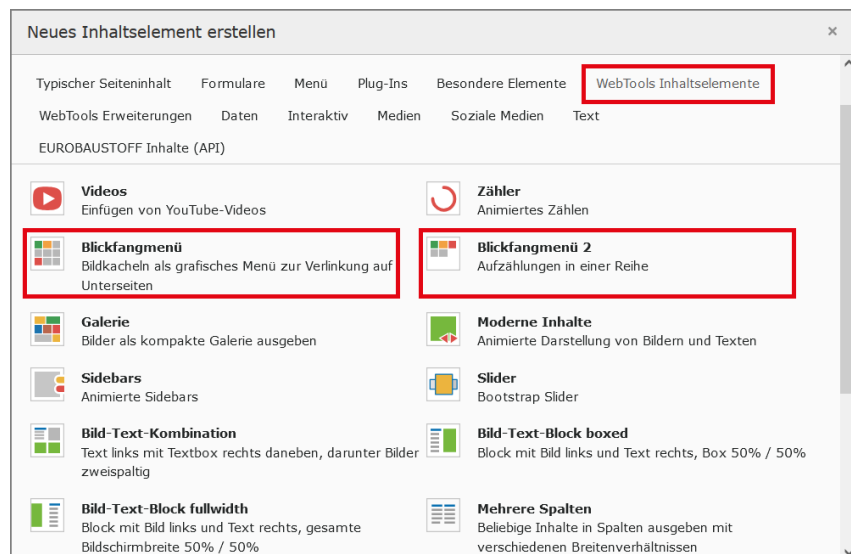 Neues Inhaltselement erstellen ×
Typischer Seiteninhalt Formulare Menü Plug-Ins Besondere Elemente WebTools Inhaltselemente
WebTools Erweiterungen Daten Interaktiv Medien Soziale Medien Text
EUROBAUSTOFF Inhalte (API)
Videos
Einfügen von YouTube-Videos
Zähler
Animiertes Zählen
Blickfangmenü
Bildkacheln als grafisches Menü zur Verlinkung auf
Unterseiten
Blickfangmenü 2
Aufzählungen in einer Reihe
Galerie
Bilder als kompakte Galerie ausgeben
Moderne Inhalte
Animierte Darstellung von Bildern und Texten
Sidebars
Animierte Sidebars
Slider
Bootstrap Slider
Bild-Text-Kombination
Text links mit Textbox rechts daneben, darunter Bilder
zweispaltig
Bild-Text-Block boxed
Block mit Bild links und Text rechts, Box 50% / 50%
Bild-Text-Block fullwidth
Block mit Bild links und Text rechts, gesamte
Bildschirmbreite 50% / 50%
Mehrere Spalten
Beliebige Inhalte in Spalten ausgeben mit
verschiedenen Breitenverhältnissen